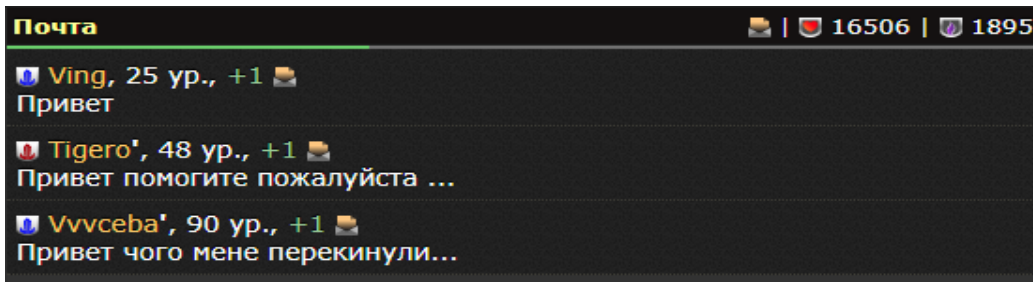 Почта | 16506 | 1895
Ving, 25 ур., +1
Привет
Tigero', 48 ур., +1
Привет помогите пожалуйста ...
Vvvceba', 90 ур., +1
Привет чого мене перекинули...